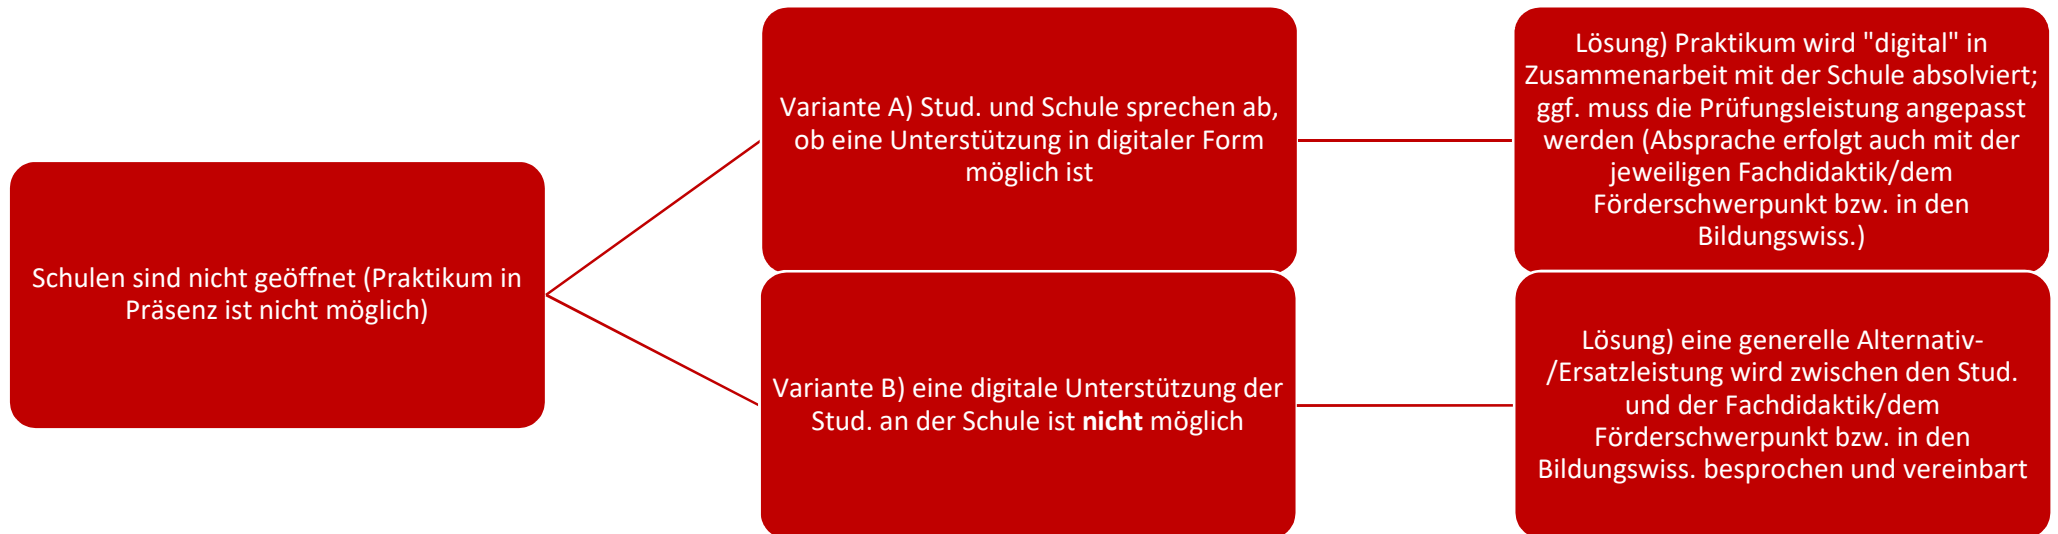 Schulen sind nicht geöffnet (Praktikum in
Präsenz ist nicht möglich)
Variante A) Stud. und Schule sprechen ab,
ob eine Unterstützung in digitaler Form
möglich ist
Lösung) Praktikum wird "digital" in
Zusammenarbeit mit der Schule absolviert;
ggf. muss die Prüfungsleistung angepasst
werden (Absprache erfolgt auch mit der
jeweiligen Fachdidaktik/dem
Förderschwerpunkt bzw. in den
Bildungswiss.)
Variante B) eine digitale Unterstützung der
Stud. an der Schule ist nicht möglich
Lösung) eine generelle Alternativ-
/Ersatzleistung wird zwischen den Stud.
und der Fachdidaktik/dem
Förderschwerpunkt bzw. in den
Bildungswiss. besprochen und vereinbart